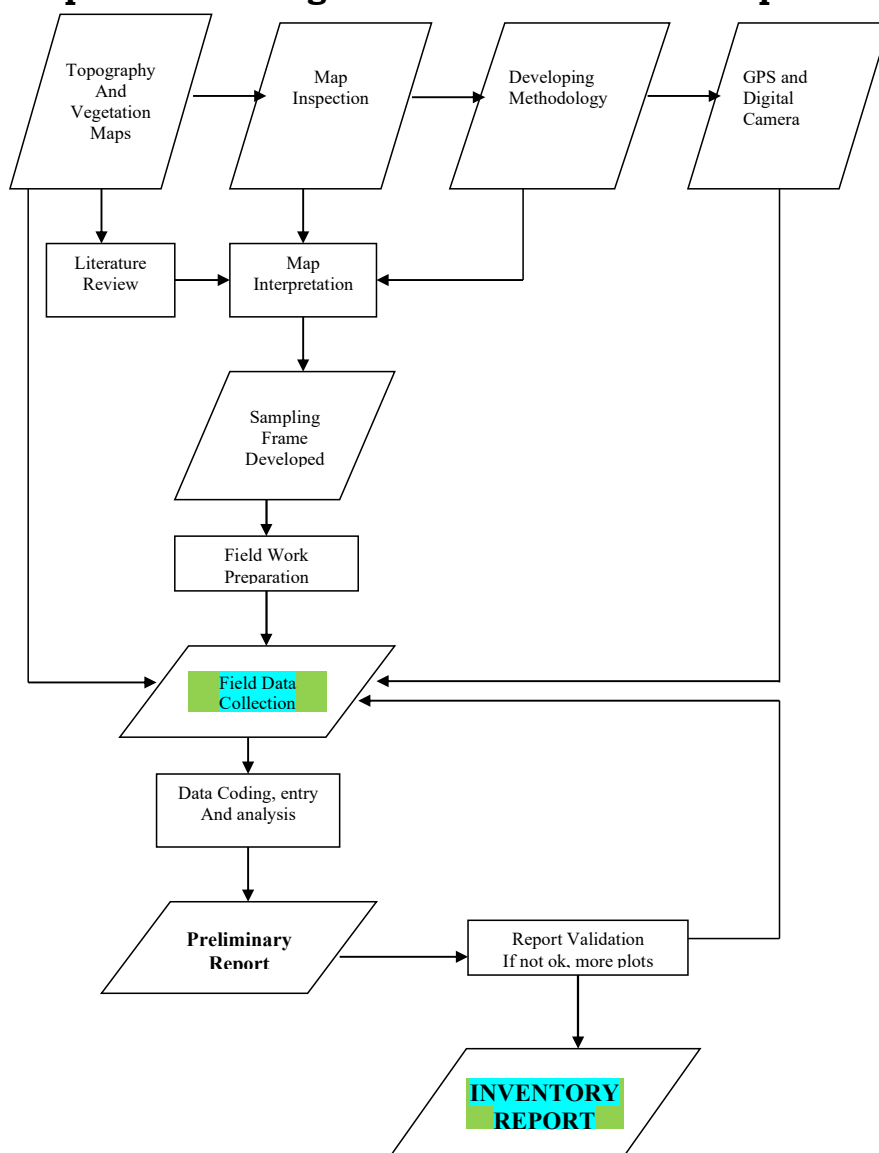 Topography
And
Vegetation
Maps
Map
Inspection
Developing
Methodology
GPS and
Digital
Camera
Literature
Review
Map
Interpretation
Sampling
Frame
Developed
Field Work
Preparation
Field Data
Collection
Data Coding, entry
And analysis
Preliminary
Report
Report Validation
If not ok, more plots
INVENTORY
REPORT